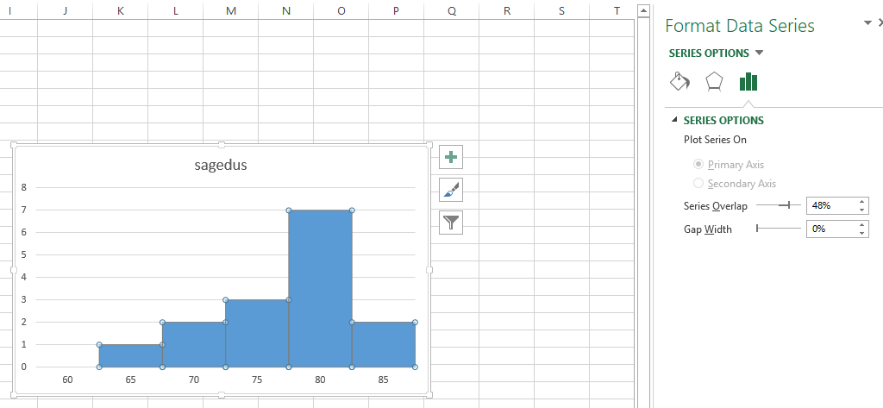 I J K L M N O P Q R S T
Format Data Series
SERIES OPTIONS
SERIES OPTIONS
Plot Series On
Primary Axis
Secondary Axis
Series Overlap 48%
Gap Width 0%
sagedus
8
7
6
5
4
3
2
1
0
60 65 70 75 80 85